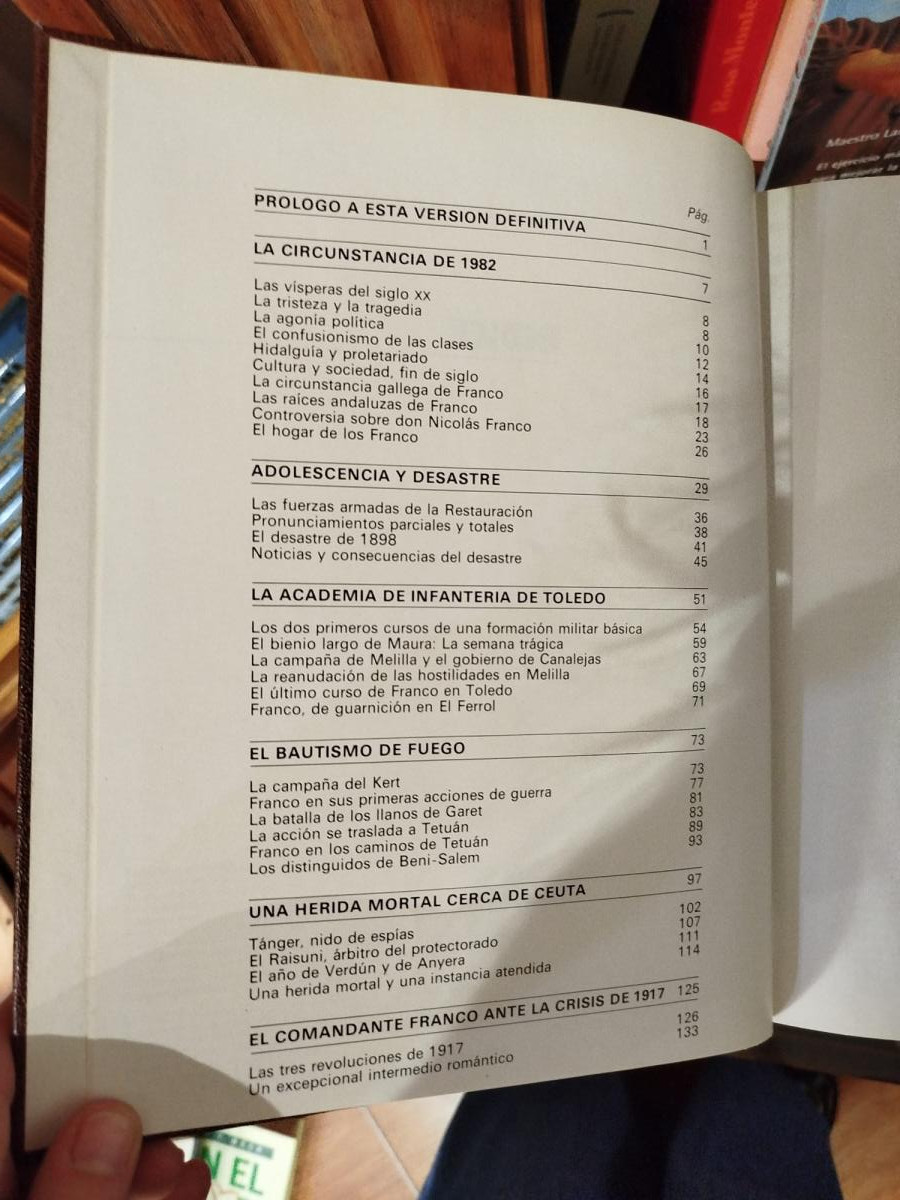 Pág.
PROLOGO A ESTA VERSION DEFINITIVA 1
LA CIRCUNSTANCIA DE 1982 7
Las vísperas del siglo XX 8
La tristeza y la tragedia 8
La agonía política 10
El confusionismo de las clases 12
Hidalguía y proletariado 14
Cultura y sociedad, fin de siglo 16
La circunstancia gallega de Franco 17
Las raíces andaluzas de Franco 18
Controversia sobre don Nicolás Franco 23
El hogar de los Franco 26
ADOLESCENCIA Y DESASTRE 29
Las fuerzas armadas de la Restauración 36
Pronunciamientos parciales y totales 38
El desastre de 1898 41
Noticias y consecuencias del desastre 45
LA ACADEMIA DE INFANTERIA DE TOLEDO 51
Los dos primeros cursos de una formación militar básica 54
El bienio largo de Maura: La semana trágica 59
La campaña de Melilla y el gobierno de Canalejas 63
La reanudación de las hostilidades en Melilla 67
El último curso de Franco en Toledo 69
Franco, de guarnición en El Ferrol 71
EL BAUTISMO DE FUEGO 73
La campaña del Kert 73
Franco en sus primeras acciones de guerra 77
La batalla de los llanos de Garet 81
La acción se traslada a Tetuán 83
Franco en los caminos de Tetuán 89
Los distinguidos de Beni-Salem 93
UNA HERIDA MORTAL CERCA DE CEUTA 97
Tánger, nido de espías 102
El Raisuni, árbitro del protectorado 107
El año de Verdún y de Anyera 111
Una herida mortal y una instancia atendida 114
EL COMANDANTE FRANCO ANTE LA CRISIS DE 1917 125
Las tres revoluciones de 1917 126
Un excepcional intermedio romántico 133
Rosa Monte
Maestro La
El ejercicio
mejorar la
N EL